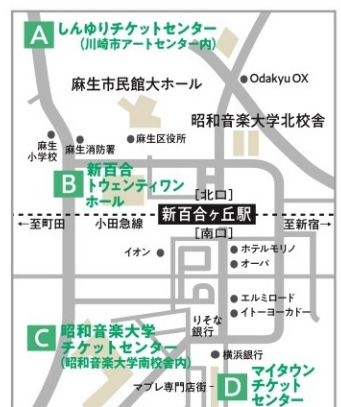 A しんゆりチケットセンター
(川崎市アートセンター内)
麻生市民館大ホール
Odakyu OX
昭和音楽大学北校舎
麻生
小学校
麻生消防署
麻生区役所
B 新百合
トウェンティワン
ホール
[北口]
新百合ヶ丘駅
←至町田
小田急線
至新宿→
[南口]
イオン
ホテルモリノ
オーパ
エルミロード
イトーヨーカドー
りそな
銀行
C 昭和音楽大学
チケットセンター
(昭和音楽大学南校舎内)
横浜銀行
マプレ専門店街
D マイタウン
チケット
センター